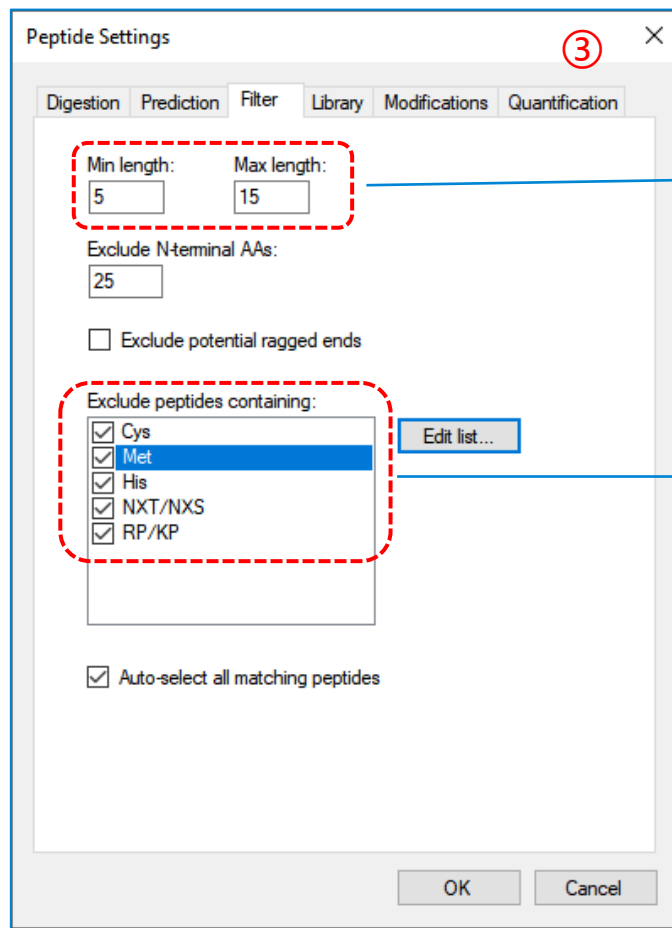 Peptide Settings
③
Digestion Prediction Filter Library Modifications Quantification
Min length: Max length:
5 15
Exclude N-terminal AAs:
25
Exclude potential ragged ends
Exclude peptides containing:
Cys
Edit list...
Met
His
NXT/NXS
RP/KP
Auto-select all matching peptides
OK Cancel